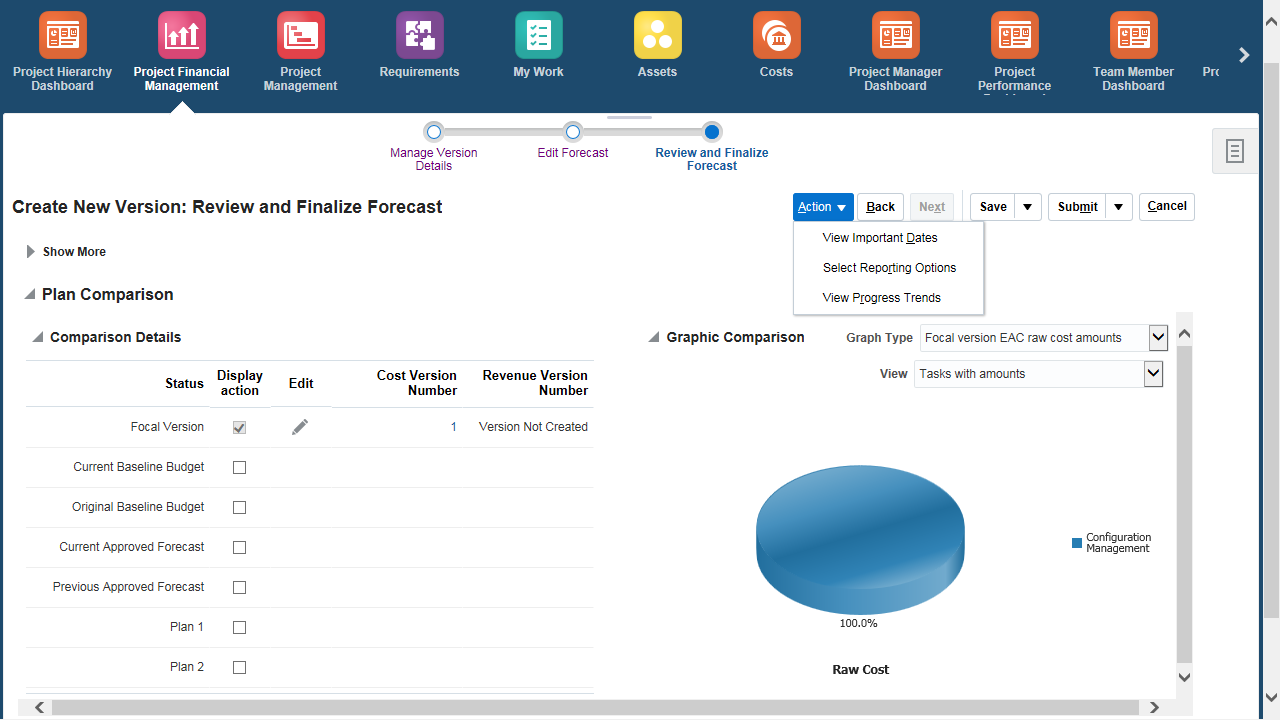 Project Hierarchy
Dashboard
Project Financial
Management
Project
Management
Requirements
My Work
Assets
Costs
Project Manager
Dashboard
Project
Performance
Team Member
Dashboard
Manage Version
Details
Edit Forecast
Review and Finalize
Forecast
Create New Version: Review and Finalize Forecast
Action
Back
Next
Save
Submit
Cancel
View Important Dates
Select Reporting Options
View Progress Trends
Show More
Plan Comparison
Comparison Details
Status
Display
action
Edit
Cost Version
Number
Revenue Version
Number
Focal Version 1 Version Not Created
Current Baseline Budget
Original Baseline Budget
Current Approved Forecast
Previous Approved Forecast
Plan 1
Plan 2
Graphic Comparison
Graph Type Focal version EAC raw cost amounts
View Tasks with amounts
Configuration
Management
100.0%
Raw Cost